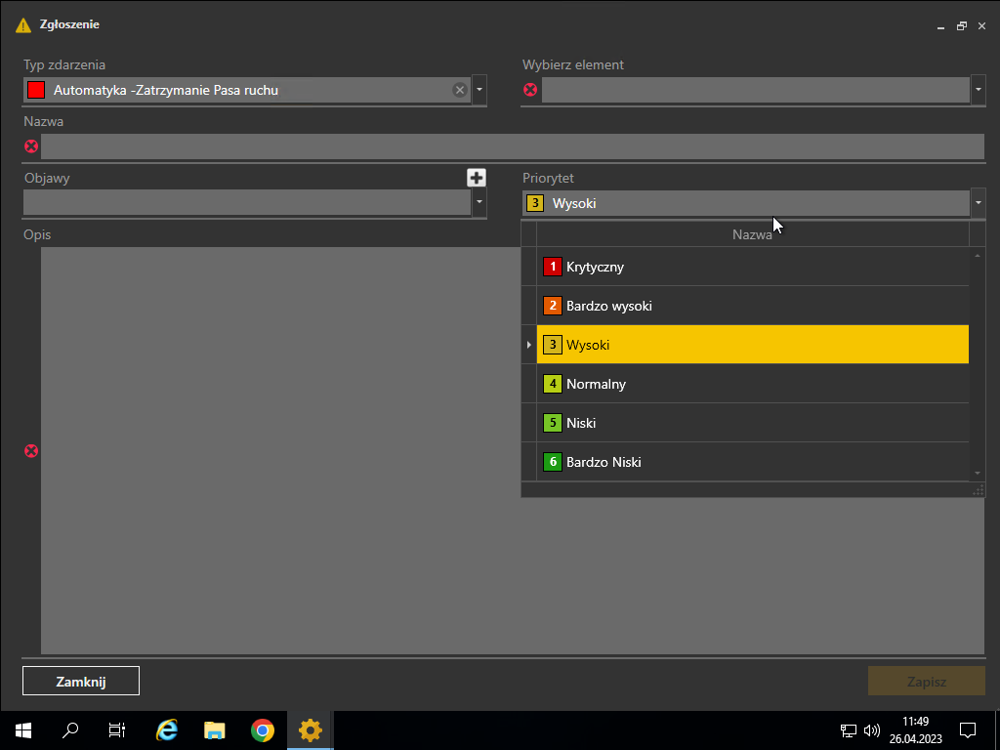 Zgłoszenie
Typ zdarzenia
Wybierz element
Automatyka -Zatrzymanie Pasa ruchu
Nazwa
Objawy
Priorytet
3 Wysoki
Opis
Nazwa
1 Krytyczny
2 Bardzo wysoki
3 Wysoki
4 Normalny
5 Niski
6 Bardzo Niski
Zamknij
Zapisz
11:49
26.04.2023